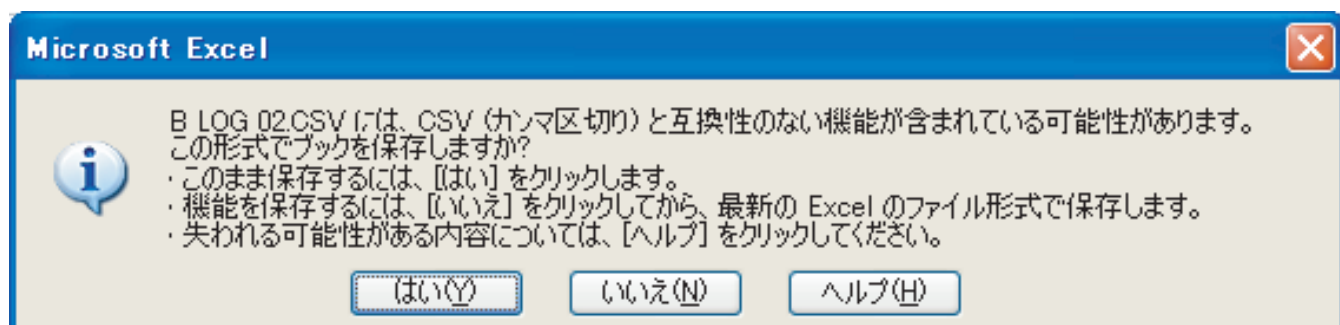 Microsoft Excel
B LOG 02.CSV には、CSV (カンマ区切り) と互換性のない機能が含まれている可能性があります。
この形式でブックを保存しますか?
・このまま保存するには、[はい] をクリックします。
・機能を保存するには、[いいえ] をクリックしてから、最新の Excel のファイル形式で保存します。
・失われる可能性がある内容については、[ヘルプ] をクリックしてください。
はい(Y)
いいえ(N)
ヘルプ(H)